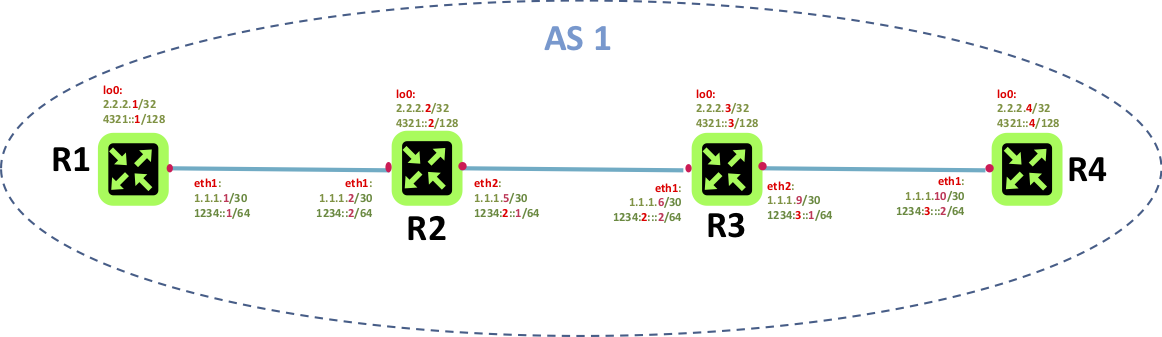 AS 1
lo0:
2.2.2.1/32
4321::1/128
lo0:
2.2.2.2/32
4321::2/128
lo0:
2.2.2.3/32
4321::3/128
lo0:
2.2.2.4/32
4321::4/128
R1
R4
eth1:
1.1.1.1/30
1234::1/64
eth1:
1.1.1.2/30
1234::2/64
eth2:
1.1.1.5/30
1234:2::1/64
eth1:
1.1.1.6/30
1234:2:::2/64
eth2:
1.1.1.9/30
1234:3::1/64
eth1:
1.1.1.10/30
1234:3:::2/64
R2
R3